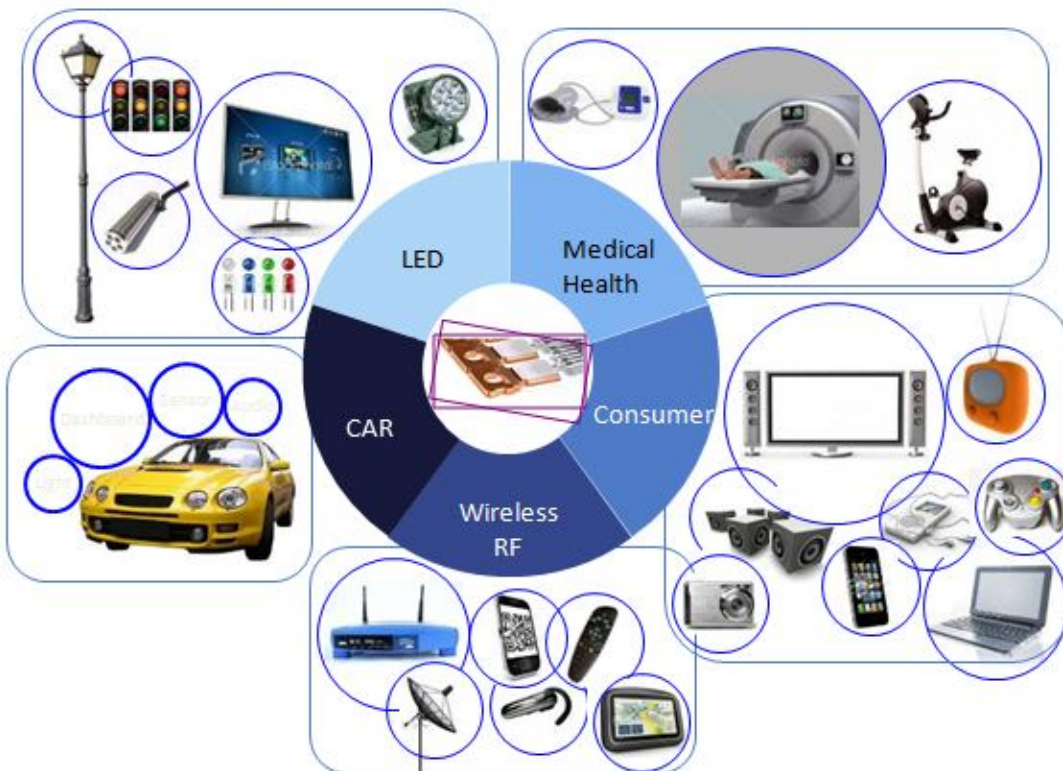 LED
Medical
Health
CAR
Consumer
Wireless
RF
Dashboard
Sensor
Audio
Light